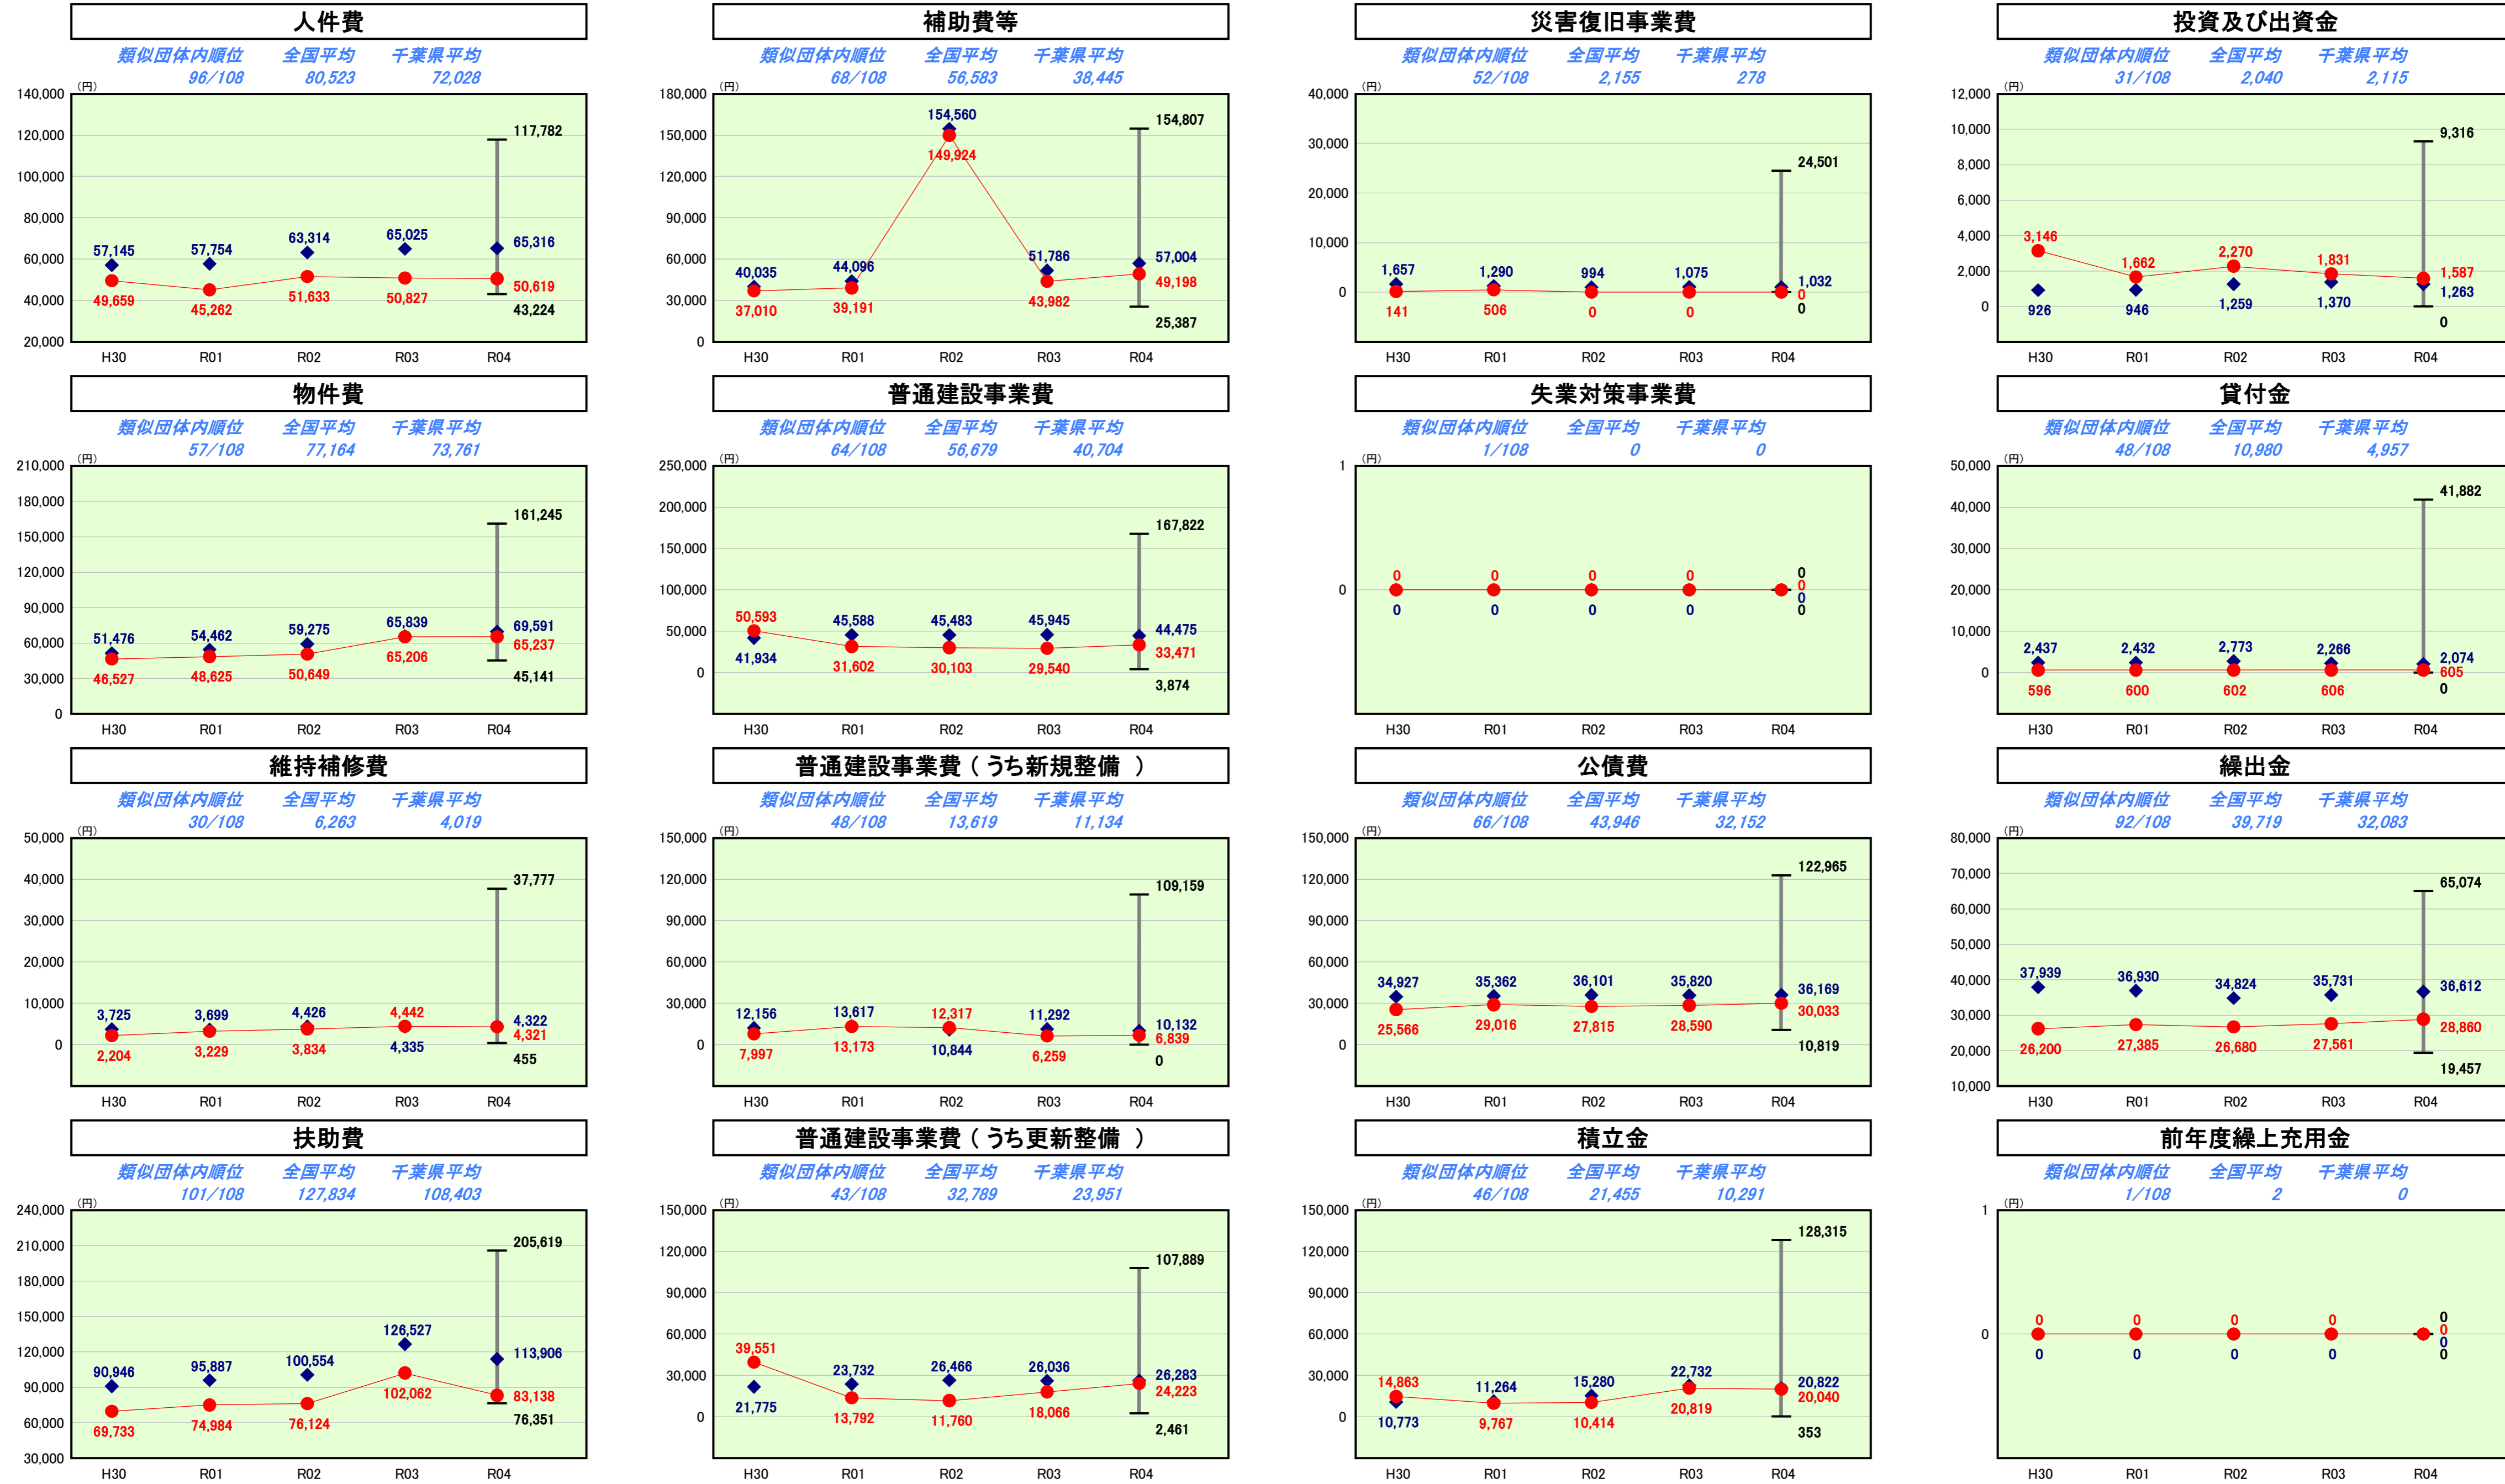 人件費
類似団体内順位 全国平均 千葉県平均
96/108 80,523 72,028
(円)
140,000
120,000
100,000
80,000
60,000
40,000
20,000
117,782
57,145 57,754 63,314 65,025 65,316
49,659 45,262 51,633 50,827 50,619
43,224
H30 R01 R02 R03 R04
補助費等
類似団体内順位 全国平均 千葉県平均
68/108 56,583 38,445
(円)
180,000
150,000
120,000
90,000
60,000
30,000
0
154,807
40,035 44,096 154,560 51,786 57,004
37,010 39,191 149,924 43,982 49,198
25,387
H30 R01 R02 R03 R04
災害復旧事業費
類似団体内順位 全国平均 千葉県平均
52/108 2,155 278
(円)
40,000
30,000
20,000
10,000
0
24,501
1,657 1,290 994 1,075 1,032
141 506 0 0 0
0
H30 R01 R02 R03 R04
投資及び出資金
類似団体内順位 全国平均 千葉県平均
31/108 2,040 2,115
(円)
12,000
10,000
8,000
6,000
4,000
2,000
0
9,316
3,146 1,662 2,270 1,831 1,587
926 946 1,259 1,370 1,263
0
H30 R01 R02 R03 R04
物件費
類似団体内順位 全国平均 千葉県平均
57/108 77,164 73,761
(円)
210,000
180,000
150,000
120,000
90,000
60,000
30,000
0
161,245
51,476 54,462 59,275 65,839 69,591
46,527 48,625 50,649 65,206 65,237
45,141
H30 R01 R02 R03 R04
普通建設事業費
類似団体内順位 全国平均 千葉県平均
64/108 56,679 40,704
(円)
250,000
200,000
150,000
100,000
50,000
0
167,822
50,593 45,588 45,483 45,945 44,475
41,934 31,602 30,103 29,540 33,471
3,874
H30 R01 R02 R03 R04
失業対策事業費
類似団体内順位 全国平均 千葉県平均
1/108 0 0
(円)
1
0
0
0 0 0 0 0
0 0 0 0 0
0
H30 R01 R02 R03 R04
貸付金
類似団体内順位 全国平均 千葉県平均
48/108 10,980 4,957
(円)
50,000
40,000
30,000
20,000
10,000
0
41,882
2,437 2,432 2,773 2,266 2,074
596 600 602 606 605
0
H30 R01 R02 R03 R04
維持補修費
類似団体内順位 全国平均 千葉県平均
30/108 6,263 4,019
(円)
50,000
40,000
30,000
20,000
10,000
0
37,777
3,725 3,699 4,426 4,442 4,322
2,204 3,229 3,834 4,335 4,321
455
H30 R01 R02 R03 R04
普通建設事業費(うち新規整備 )
類似団体内順位 全国平均 千葉県平均
48/108 13,619 11,134
(円)
150,000
120,000
90,000
60,000
30,000
0
109,159
12,156 13,617 12,317 11,292 10,132
7,997 13,173 10,844 6,259 6,839
0
H30 R01 R02 R03 R04
公債費
類似団体内順位 全国平均 千葉県平均
66/108 43,946 32,152
(円)
150,000
120,000
90,000
60,000
30,000
0
122,965
34,927 35,362 36,101 35,820 36,169
25,566 29,016 27,815 28,590 30,033
10,819
H30 R01 R02 R03 R04
繰出金
類似団体内順位 全国平均 千葉県平均
92/108 39,719 32,083
(円)
80,000
70,000
60,000
50,000
40,000
30,000
20,000
10,000
65,074
37,939 36,930 34,824 35,731 36,612
26,200 27,385 26,680 27,561 28,860
19,457
H30 R01 R02 R03 R04
扶助費
類似団体内順位 全国平均 千葉県平均
101/108 127,834 108,403
(円)
240,000
210,000
180,000
150,000
120,000
90,000
60,000
30,000
205,619
90,946 95,887 100,554 126,527 113,906
69,733 74,984 76,124 102,062 83,138
76,351
H30 R01 R02 R03 R04
普通建設事業費(うち更新整備 )
類似団体内順位 全国平均 千葉県平均
43/108 32,789 23,951
(円)
150,000
120,000
90,000
60,000
30,000
0
107,889
39,551 23,732 26,466 26,036 26,283
21,775 13,792 11,760 18,066 24,223
2,461
H30 R01 R02 R03 R04
積立金
類似団体内順位 全国平均 千葉県平均
46/108 21,455 10,291
(円)
150,000
120,000
90,000
60,000
30,000
0
128,315
14,863 11,264 15,280 22,732 20,822
10,773 9,767 10,414 20,819 20,040
353
H30 R01 R02 R03 R04
前年度繰上充用金
類似団体内順位 全国平均 千葉県平均
1/108 2 0
(円)
1
0
0
0 0 0 0 0
0 0 0 0 0
0
H30 R01 R02 R03 R04